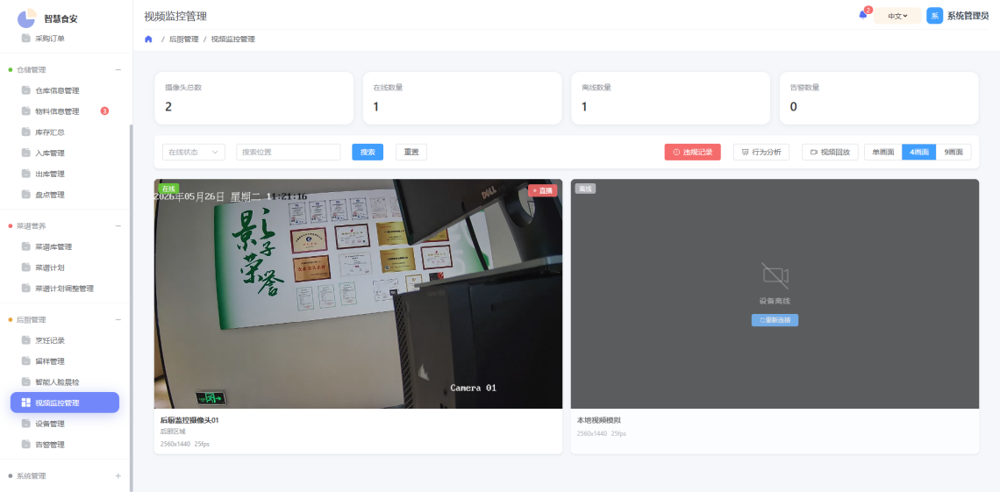 智慧食安
采购订单
仓储管理
仓库信息管理
物料信息管理 3
库存汇总
入库管理
出库管理
盘点管理
菜谱营养
菜谱库管理
菜谱计划
菜谱计划调整管理
后厨管理
烹饪记录
留样管理
智能人脸晨检
视频监控管理
设备管理
告警管理
系统管理
视频监控管理
2
中文
系 系统管理员
/ 后厨管理 / 视频监控管理
摄像头总数
2
在线数量
1
离线数量
1
告警数量
0
在线状态
搜索位置
搜索
重置
违规记录
行为分析
视频回放
单画面 4画面 9画面
在线
直播
2026年05月26日 星期二 11:21:16
DELL
影子荣誉
Camera 01
后厨监控摄像头01
后厨区域
2560x1440 25fps
离线
设备离线
重新连接
本地视频模拟
2560x1440 25fps